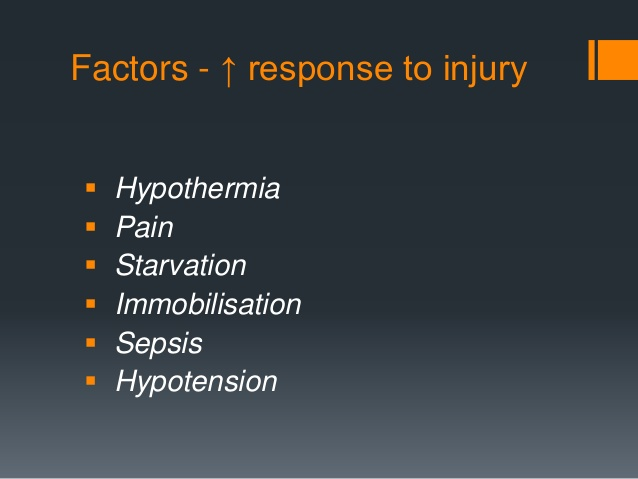 Factors - ↑ response to injury
▪ Hypothermia
▪ Pain
▪ Starvation
▪ Immobilisation
▪ Sepsis
▪ Hypotension